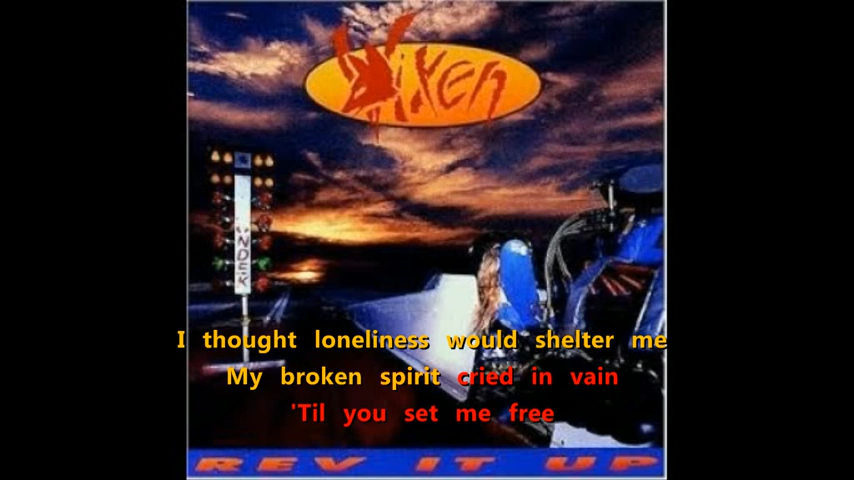 Vixen
UNDER
I thought loneliness would shelter me
My broken spirit cried in vain
'Til you set me free
REV IT UP